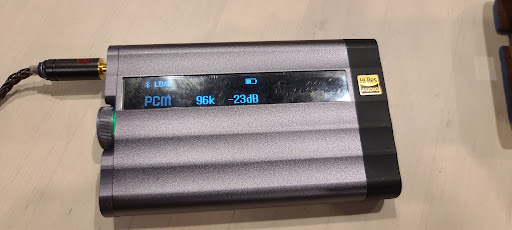 LDAC
PCM 96k -23dB
Hi-Res
AUDIO